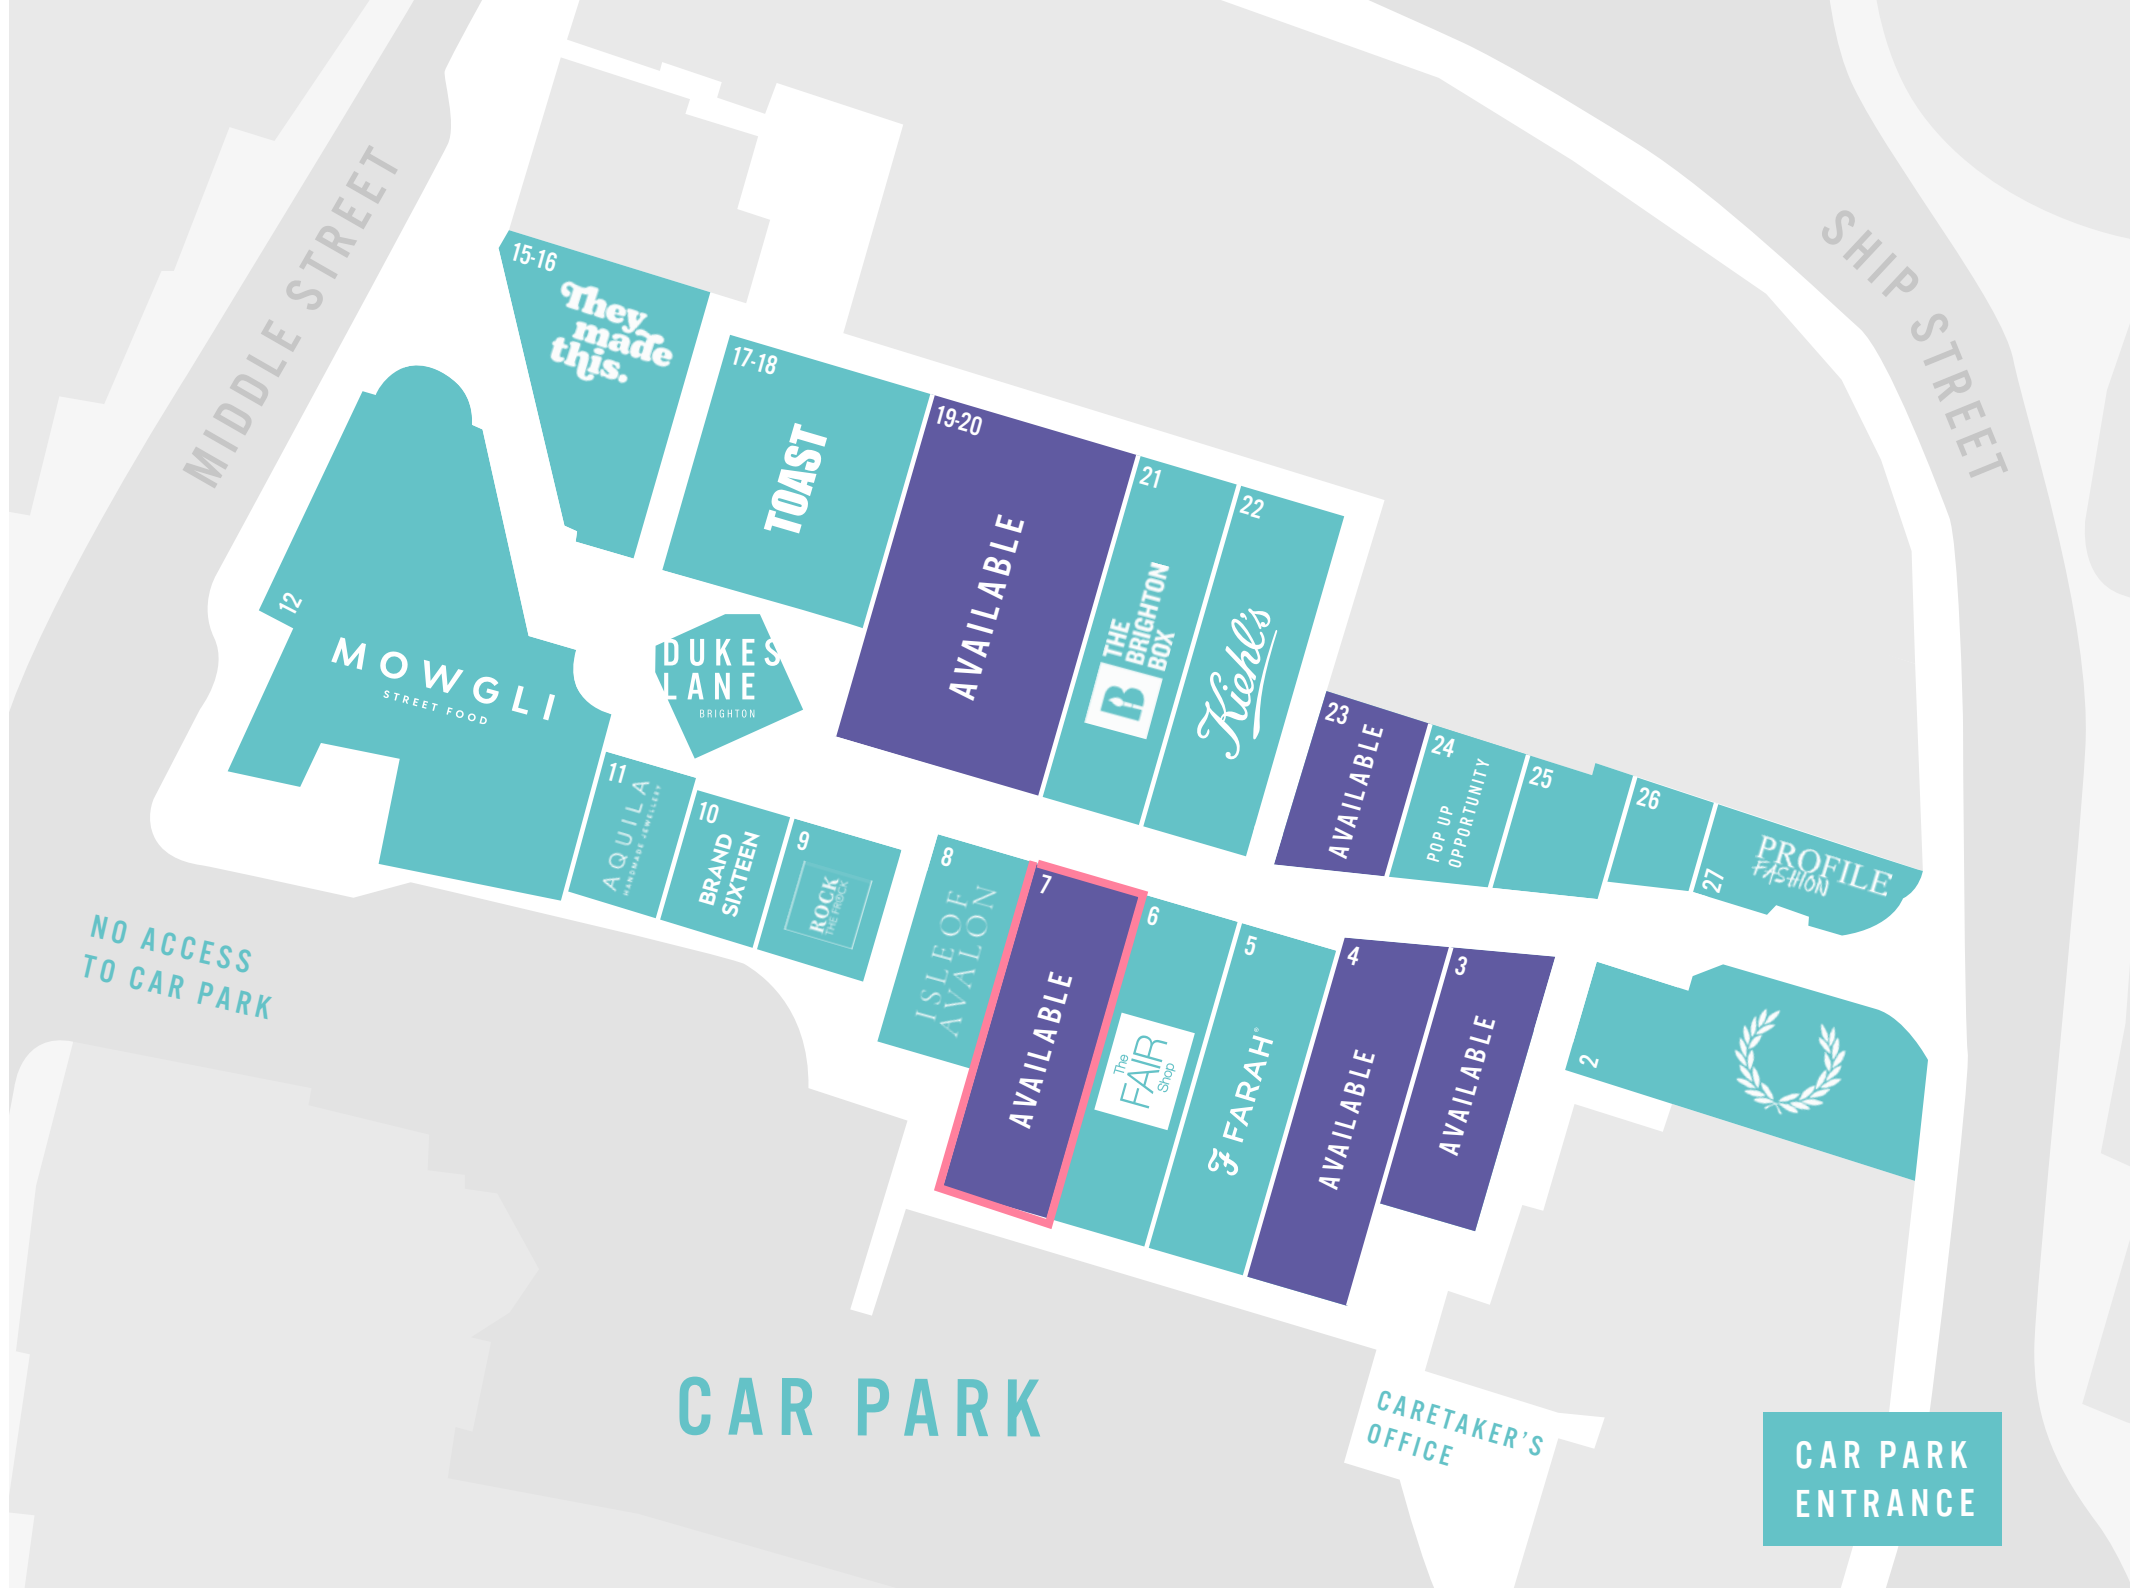 MIDDLE STREET
SHIP STREET
15-16
They
made
this.
17-18
TOAST
19-20
AVAILABLE
21
THE
BRIGHTON
BOX
B
22
Kiehl's
12
MOWGLI
STREET FOOD
DUKES
LANE
BRIGHTON
11
AQUILA
HANDMADE JEWELLERY
10
BRAND
SIXTEEN
9
ROCK
THE FROCK
8
ISLE OF
AVALON
7
AVAILABLE
6
The
FAIR
Shop
5
FARAH
4
AVAILABLE
3
AVAILABLE
2
23
AVAILABLE
24
POP UP
OPPORTUNITY
25
26
27
PROFILE
FASHION
NO ACCESS
TO CAR PARK
CAR PARK
CARETAKER'S
OFFICE
CAR PARK
ENTRANCE